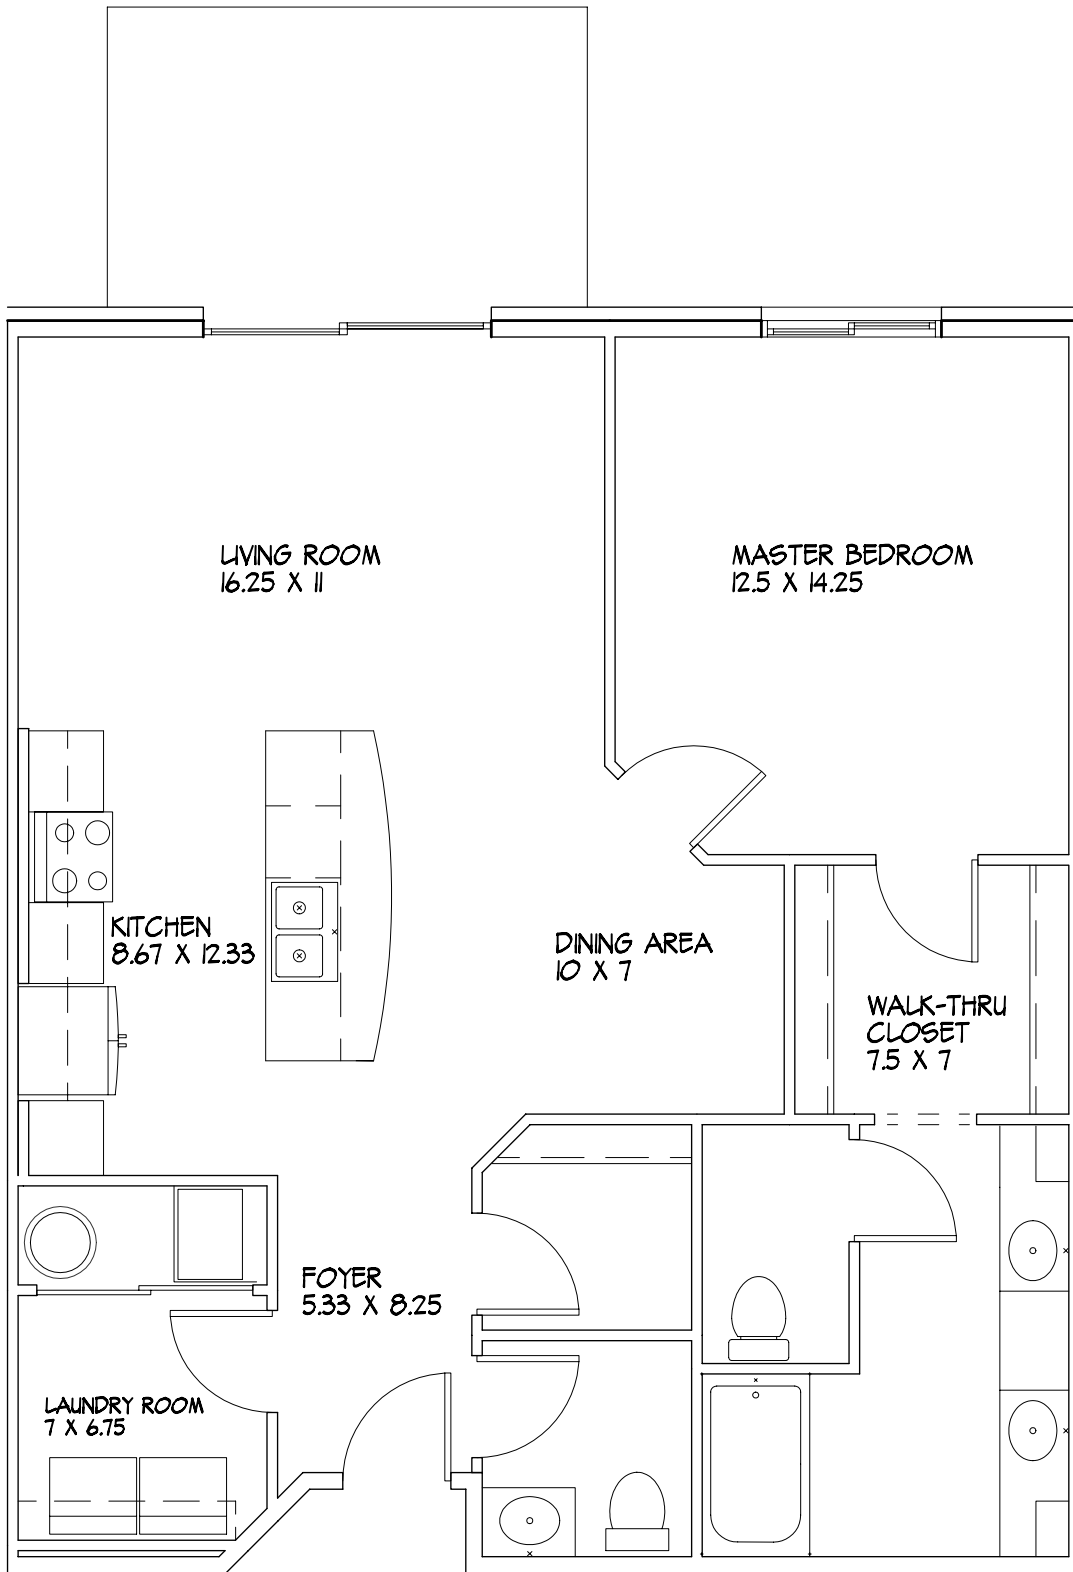 LIVING ROOM
16.25 X 11
MASTER BEDROOM
12.5 X 14.25
KITCHEN
8.67 X 12.33
DINING AREA
10 X 7
WALK-THRU
CLOSET
7.5 X 7
FOYER
5.33 X 8.25
LAUNDRY ROOM
7 X 6.75